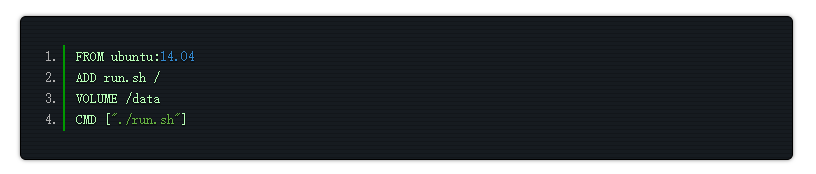 1. FROM ubuntu:14.04
2. ADD run.sh /
3. VOLUME /data
4. CMD ["./run.sh"]